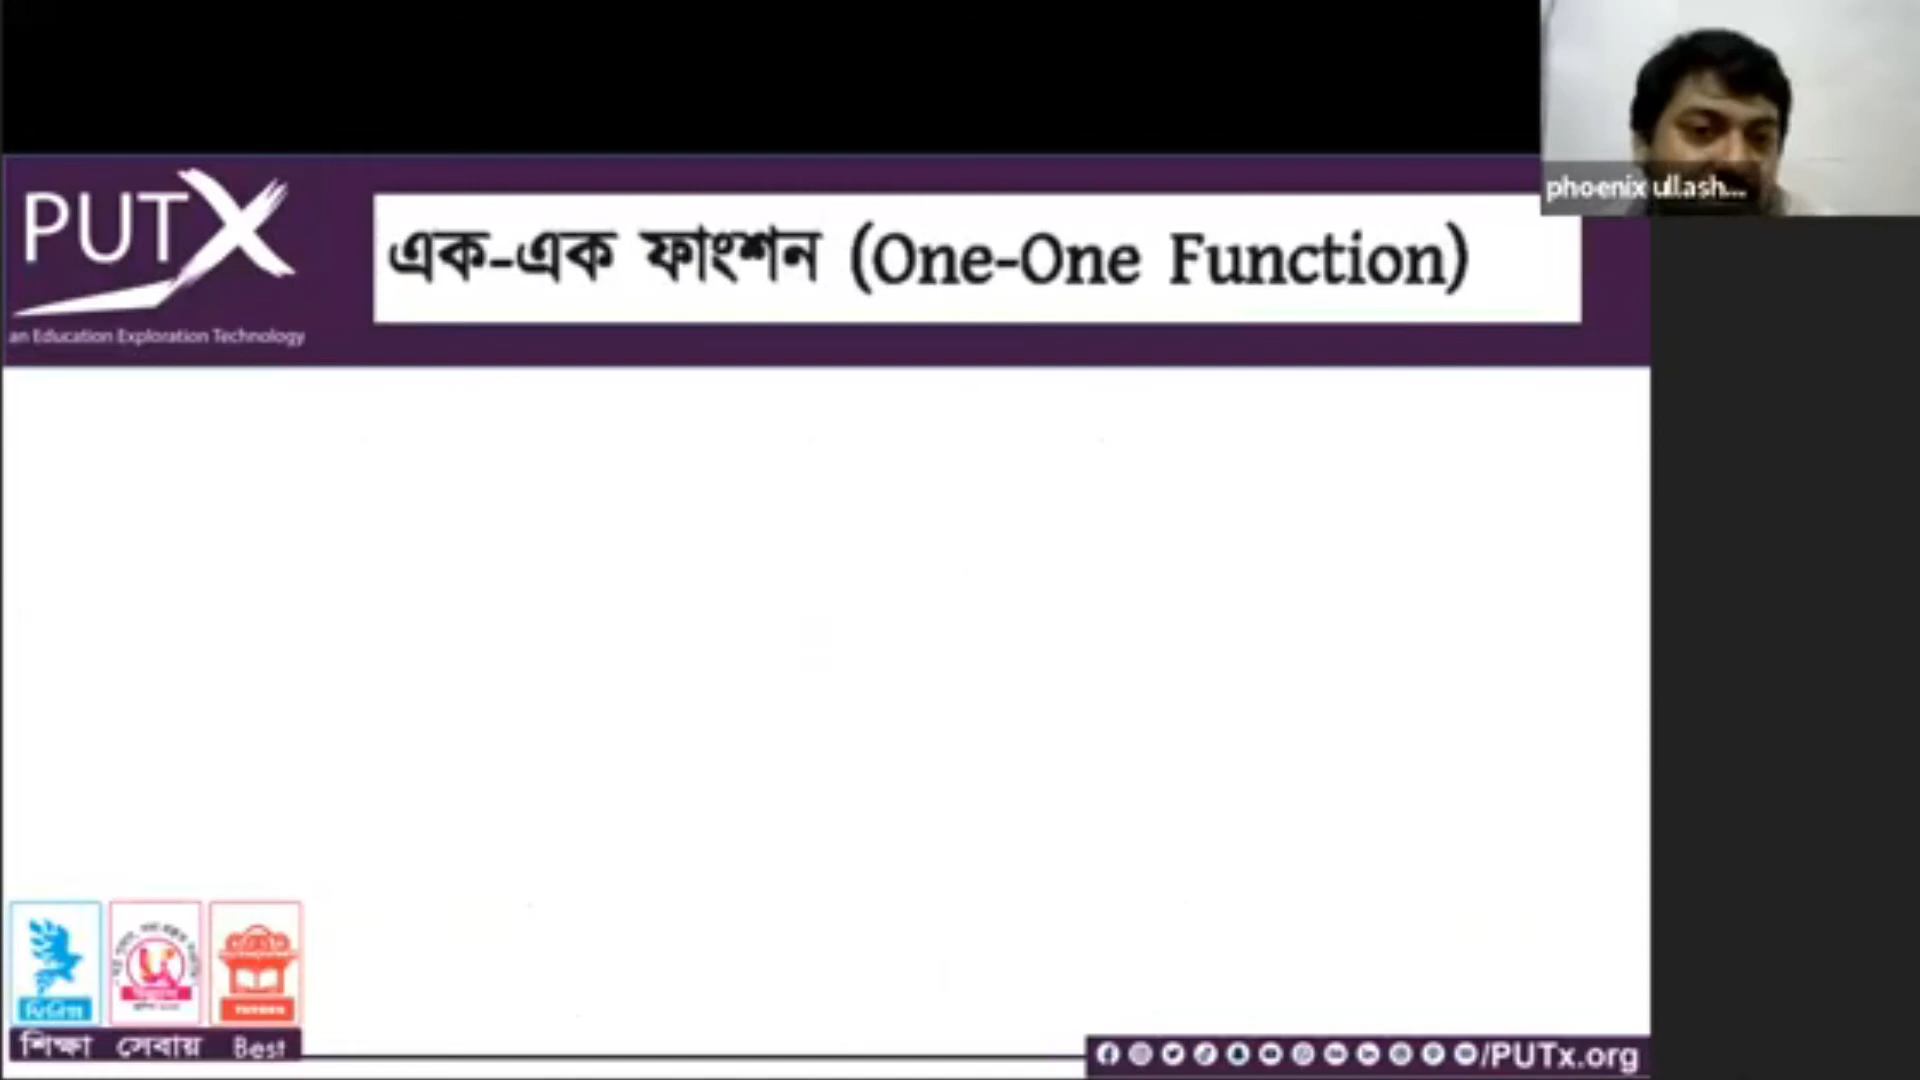 phoenix ullash...
PUTX
an Education Exploration Technology
এক-এক ফাংশন (One-One Function)
শিক্ষা সেবায় Best
/PUTx.org